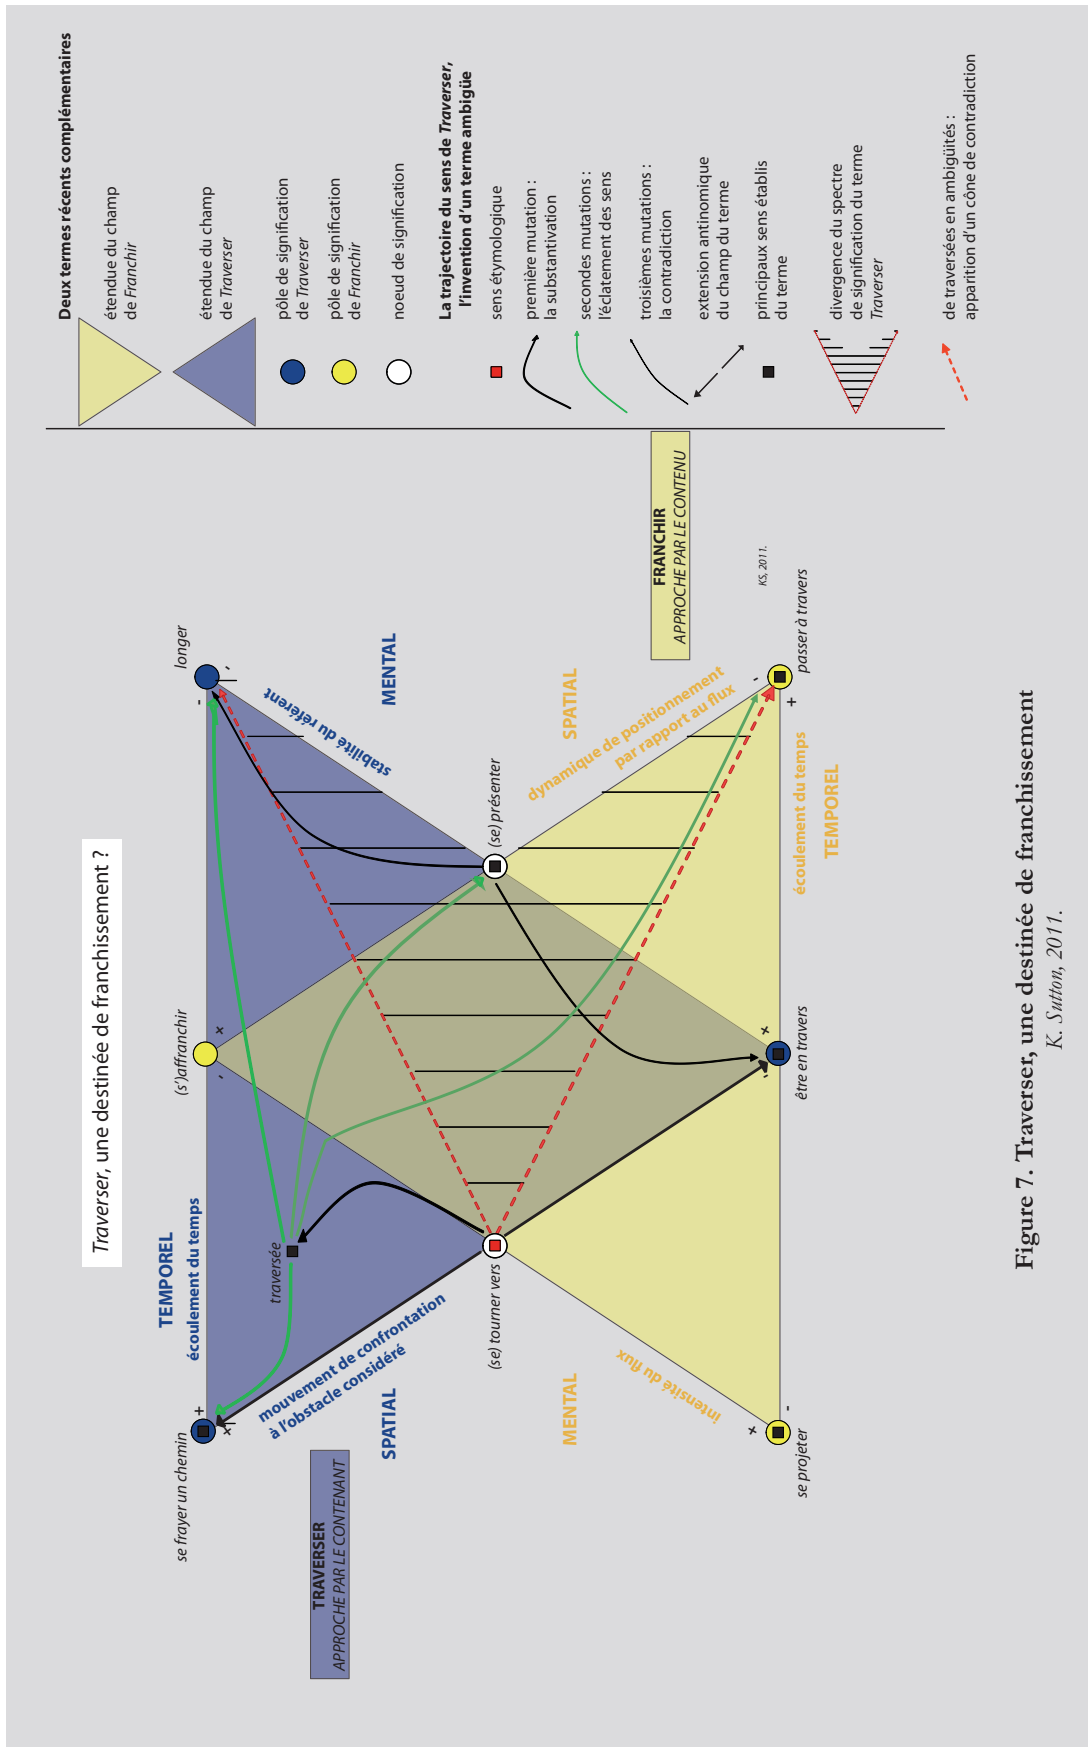 Traverser, une destinée de franchissement ?
se frayer un chemin
TEMPOREL
écoulement du temps
(s')affranchir
longer
+
+
-
+
-
-
traversée
TRAVERSER
APPROCHE PAR LE CONTENANT
mouvement de confrontation
à l'obstacle considéré
SPATIAL
stabilité du référent
MENTAL
(se) tourner vers
(se) présenter
MENTAL
intensité du flux
SPATIAL
dynamique de positionnement
par rapport au flux
FRANCHIR
APPROCHE PAR LE CONTENU
KS, 2011.
+
-
-
+
-
+
se projeter
être en travers
passer à travers
écoulement du temps
TEMPOREL
Deux termes récents complémentaires
étendue du champ
de Franchir
étendue du champ
de Traverser
pôle de signification
de Traverser
pôle de signification
de Franchir
noeud de signification
La trajectoire du sens de Traverser,
l'invention d'un terme ambigüe
sens étymologique
première mutation :
la substantivation
secondes mutations :
l'éclatement des sens
troisièmes mutations :
la contradiction
extension antinomique
du champ du terme
principaux sens établis
du terme
divergence du spectre
de signification du terme
Traverser
de traversées en ambigüités :
apparition d'un cône de contradiction
Figure 7. Traverser, une destinée de franchissement
K. Sutton, 2011.